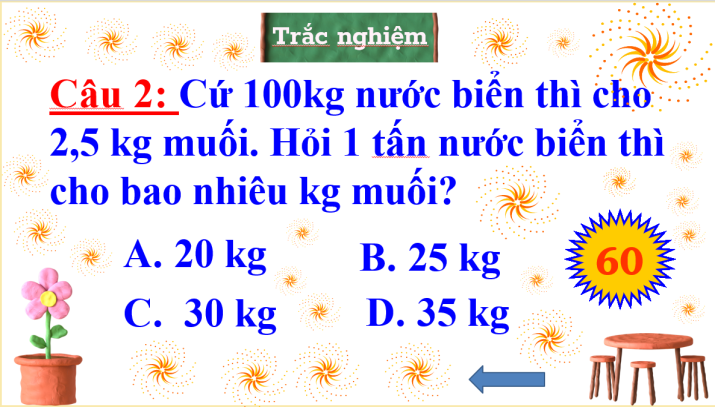 Trắc nghiệm
Câu 2: Cứ 100kg nước biển thì cho
2,5 kg muối. Hỏi 1 tấn nước biển thì
cho bao nhiêu kg muối?
A. 20 kg
B. 25 kg
60
C. 30 kg
D. 35 kg